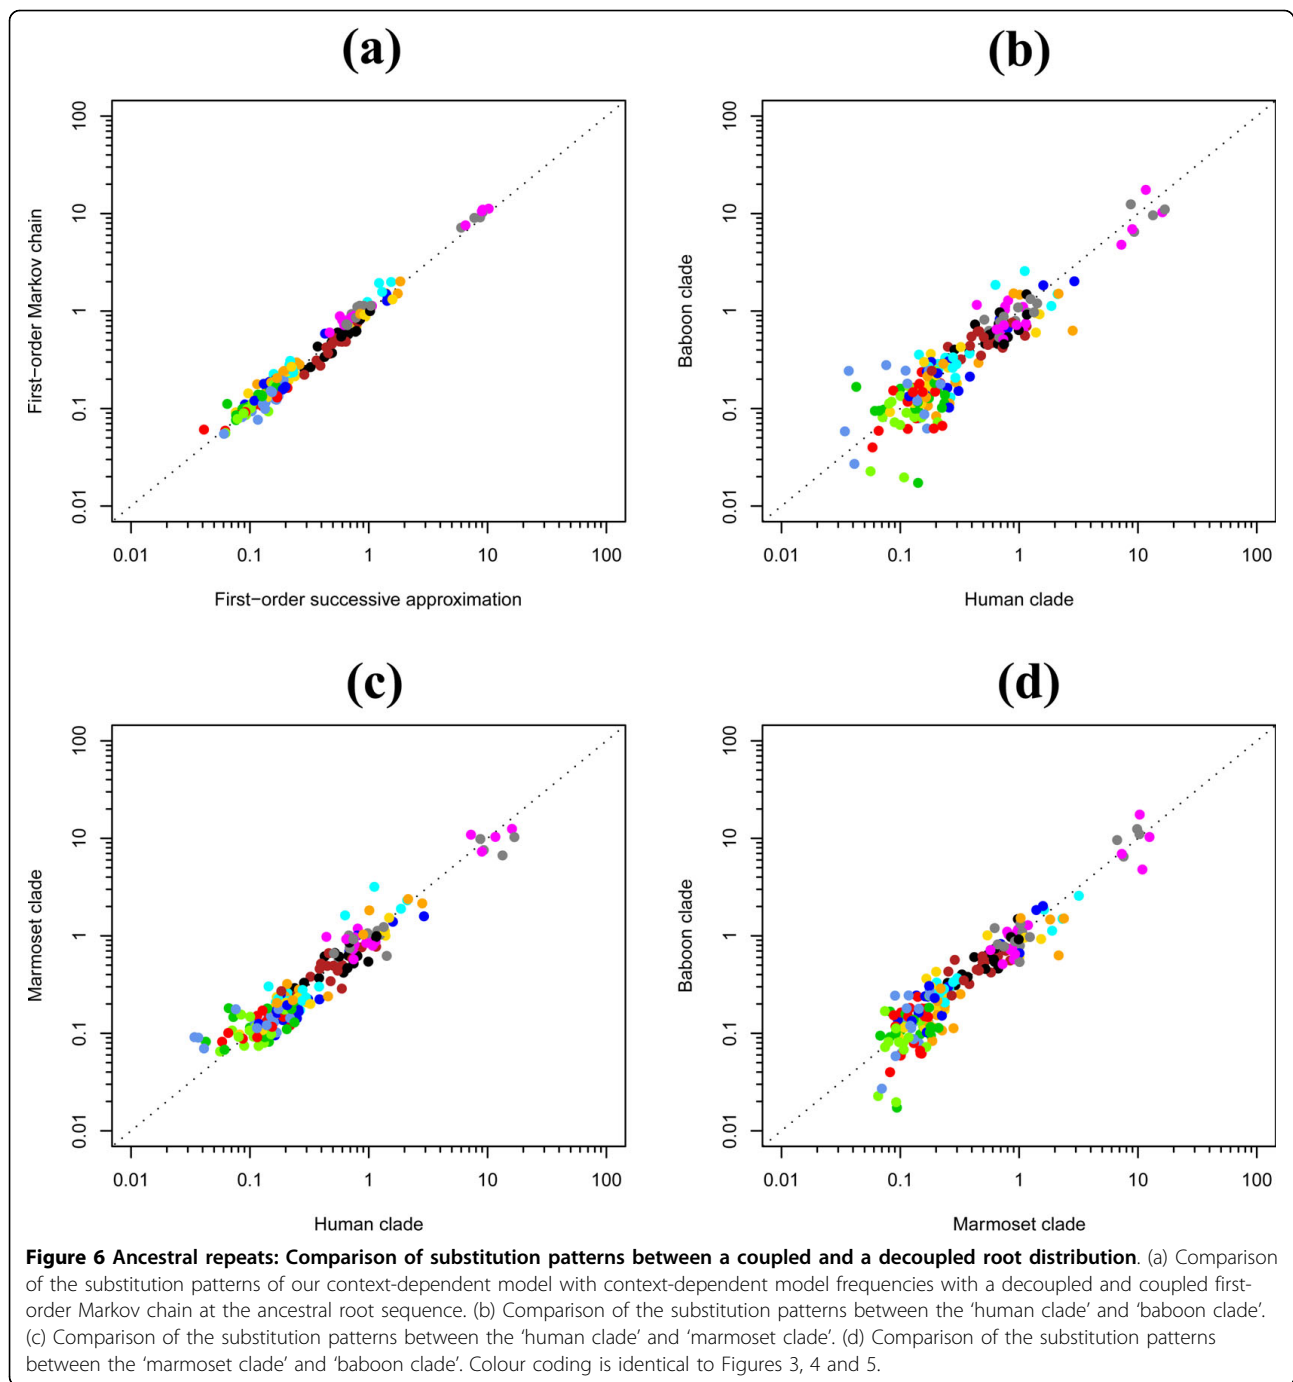 (a)
100
10
1
0.1
0.01
First−order Markov chain
0.01 0.1 1 10 100
First−order successive approximation
(b)
100
10
1
0.1
0.01
Baboon clade
0.01 0.1 1 10 100
Human clade
(c)
100
10
1
0.1
0.01
Marmoset clade
0.01 0.1 1 10 100
Human clade
(d)
100
10
1
0.1
0.01
Baboon clade
0.01 0.1 1 10 100
Marmoset clade
Figure 6 Ancestral repeats: Comparison of substitution patterns between a coupled and a decoupled root distribution. (a) Comparison
of the substitution patterns of our context-dependent model with context-dependent model frequencies with a decoupled and coupled first-
order Markov chain at the ancestral root sequence. (b) Comparison of the substitution patterns between the ‘human clade’ and ‘baboon clade’.
(c) Comparison of the substitution patterns between the ‘human clade’ and ‘marmoset clade’. (d) Comparison of the substitution patterns
between the ‘marmoset clade’ and ‘baboon clade’. Colour coding is identical to Figures 3, 4 and 5.